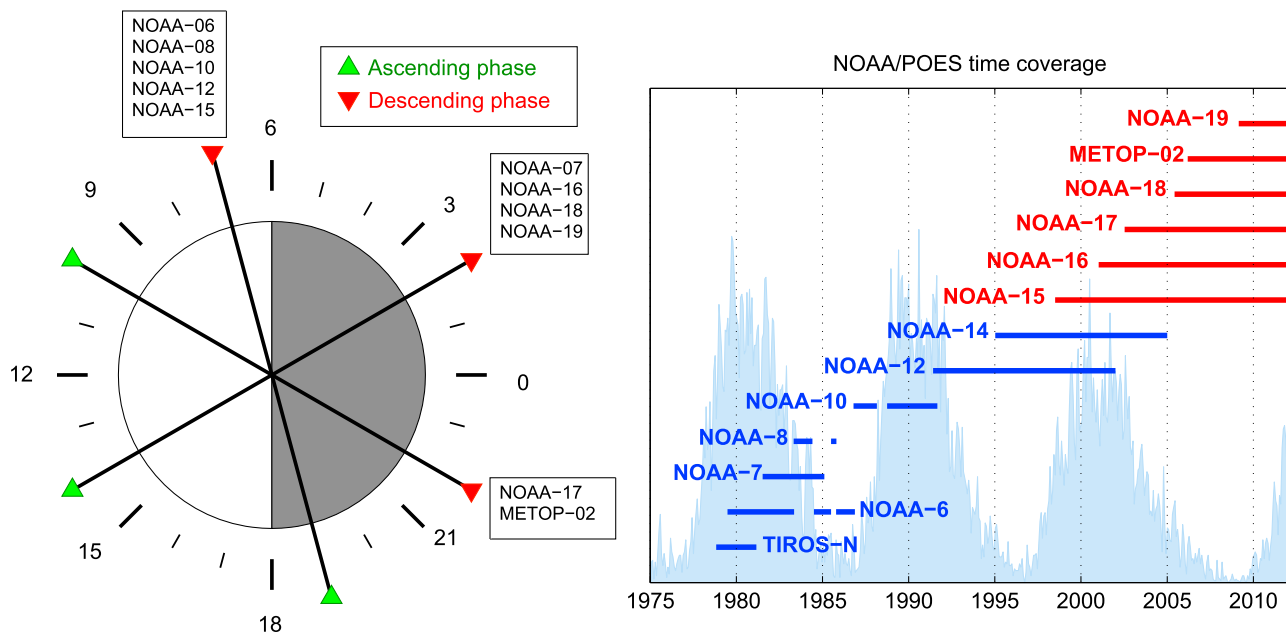 NOAA−06
NOAA−08
NOAA−10
NOAA−12
NOAA−15
Ascending phase
Descending phase
6
9
3
12
0
15
21
18
NOAA−07
NOAA−16
NOAA−18
NOAA−19
NOAA−17
METOP−02
NOAA/POES time coverage
NOAA−19
METOP−02
NOAA−18
NOAA−17
NOAA−16
NOAA−15
NOAA−14
NOAA−12
NOAA−10
NOAA−8
NOAA−7
NOAA−6
TIROS−N
1975 1980 1985 1990 1995 2000 2005 2010